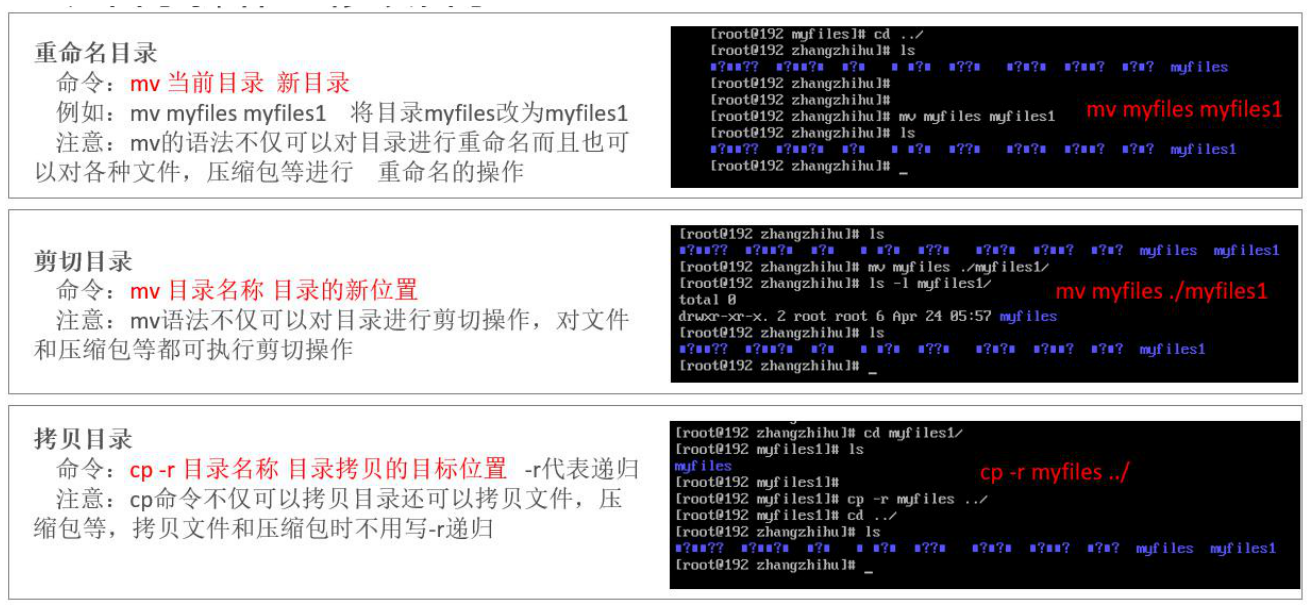 重命名目录
命令：mv 当前目录 新目录
例如：mv myfiles myfiles1 将目录myfiles改为myfiles1
注意：mv的语法不仅可以对目录进行重命名而且也可
以对各种文件，压缩包等进行 重命名的操作
[root@192 myfiles]# cd ../
[root@192 zhangzhihu]# ls
myfiles
[root@192 zhangzhihu]#
[root@192 zhangzhihu]#
[root@192 zhangzhihu]# mv myfiles myfiles1
[root@192 zhangzhihu]# ls
myfiles1
[root@192 zhangzhihu]# _
mv myfiles myfiles1
剪切目录
命令：mv 目录名称 目录的新位置
注意：mv语法不仅可以对目录进行剪切操作，对文件
和压缩包等都可执行剪切操作
[root@192 zhangzhihu]# ls
myfiles myfiles1
[root@192 zhangzhihu]# mv myfiles ./myfiles1/
[root@192 zhangzhihu]# ls -l myfiles1/
total 0
drwxr-xr-x. 2 root root 6 Apr 24 05:57 myfiles
[root@192 zhangzhihu]# ls
myfiles1
[root@192 zhangzhihu]# _
mv myfiles ./myfiles1
拷贝目录
命令：cp -r 目录名称 目录拷贝的目标位置 -r代表递归
注意：cp命令不仅可以拷贝目录还可以拷贝文件，压
缩包等，拷贝文件和压缩包时不用写-r递归
[root@192 zhangzhihu]# cd myfiles1/
[root@192 myfiles1]# ls
myfiles
[root@192 myfiles1]#
[root@192 myfiles1]# cp -r myfiles ../
[root@192 myfiles1]# cd ../
[root@192 zhangzhihu]# ls
myfiles myfiles1
[root@192 zhangzhihu]# _
cp -r myfiles ../